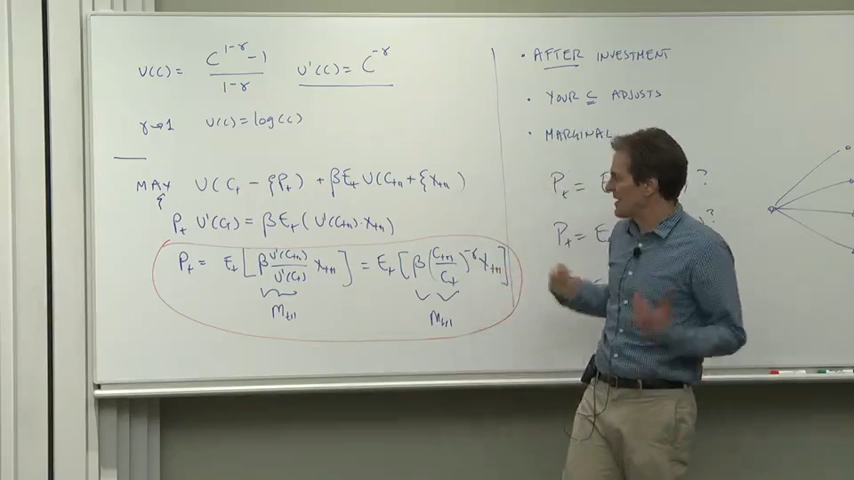 U(C) = (C^{1-γ} - 1) / (1-γ)   U'(C) = C^{-γ}
γ→1   U(C) = log(C)
MAX_ξ   U(C_t - ξP_t) + βE_t U(C_{t+1} + ξX_{t+1})
P_t U'(C_t) = βE_t(U'(C_{t+1})·X_{t+1})
P_t = E_t[β U'(C_{t+1})/U'(C_t) X_{t+1}] = E_t[β(C_{t+1}/C_t)^{-γ} X_{t+1}]
M_{t+1}   M_{t+1}
• AFTER INVESTMENT
• YOUR C ADJUSTS
• MARGINAL
P_t = E )?
P_t = E )?